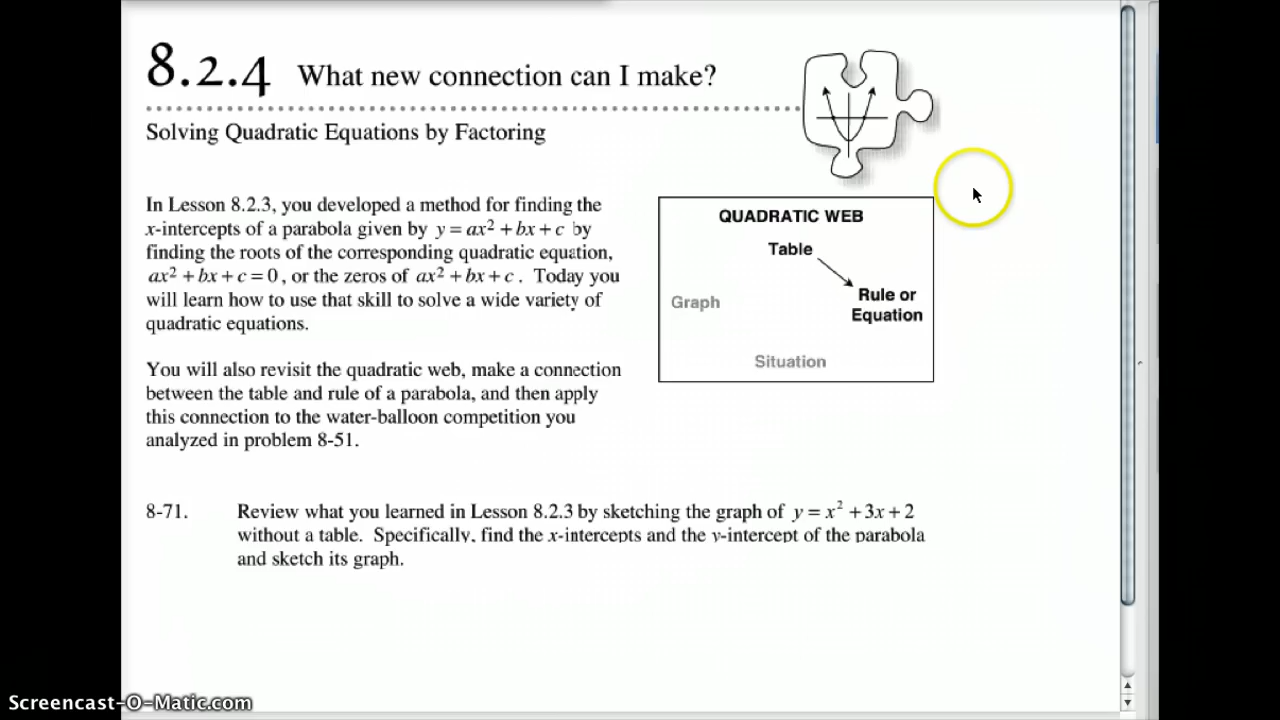 8.2.4 What new connection can I make?
Solving Quadratic Equations by Factoring
In Lesson 8.2.3, you developed a method for finding the
x-intercepts of a parabola given by y = ax² + bx + c by
finding the roots of the corresponding quadratic equation,
ax² + bx + c = 0, or the zeros of ax² + bx + c. Today you
will learn how to use that skill to solve a wide variety of
quadratic equations.
You will also revisit the quadratic web, make a connection
between the table and rule of a parabola, and then apply
this connection to the water-balloon competition you
analyzed in problem 8-51.
QUADRATIC WEB
Table
Graph
Rule or
Equation
Situation
8-71. Review what you learned in Lesson 8.2.3 by sketching the graph of y = x² + 3x + 2
without a table. Specifically, find the x-intercepts and the y-intercept of the parabola
and sketch its graph.
Screencast-O-Matic.com